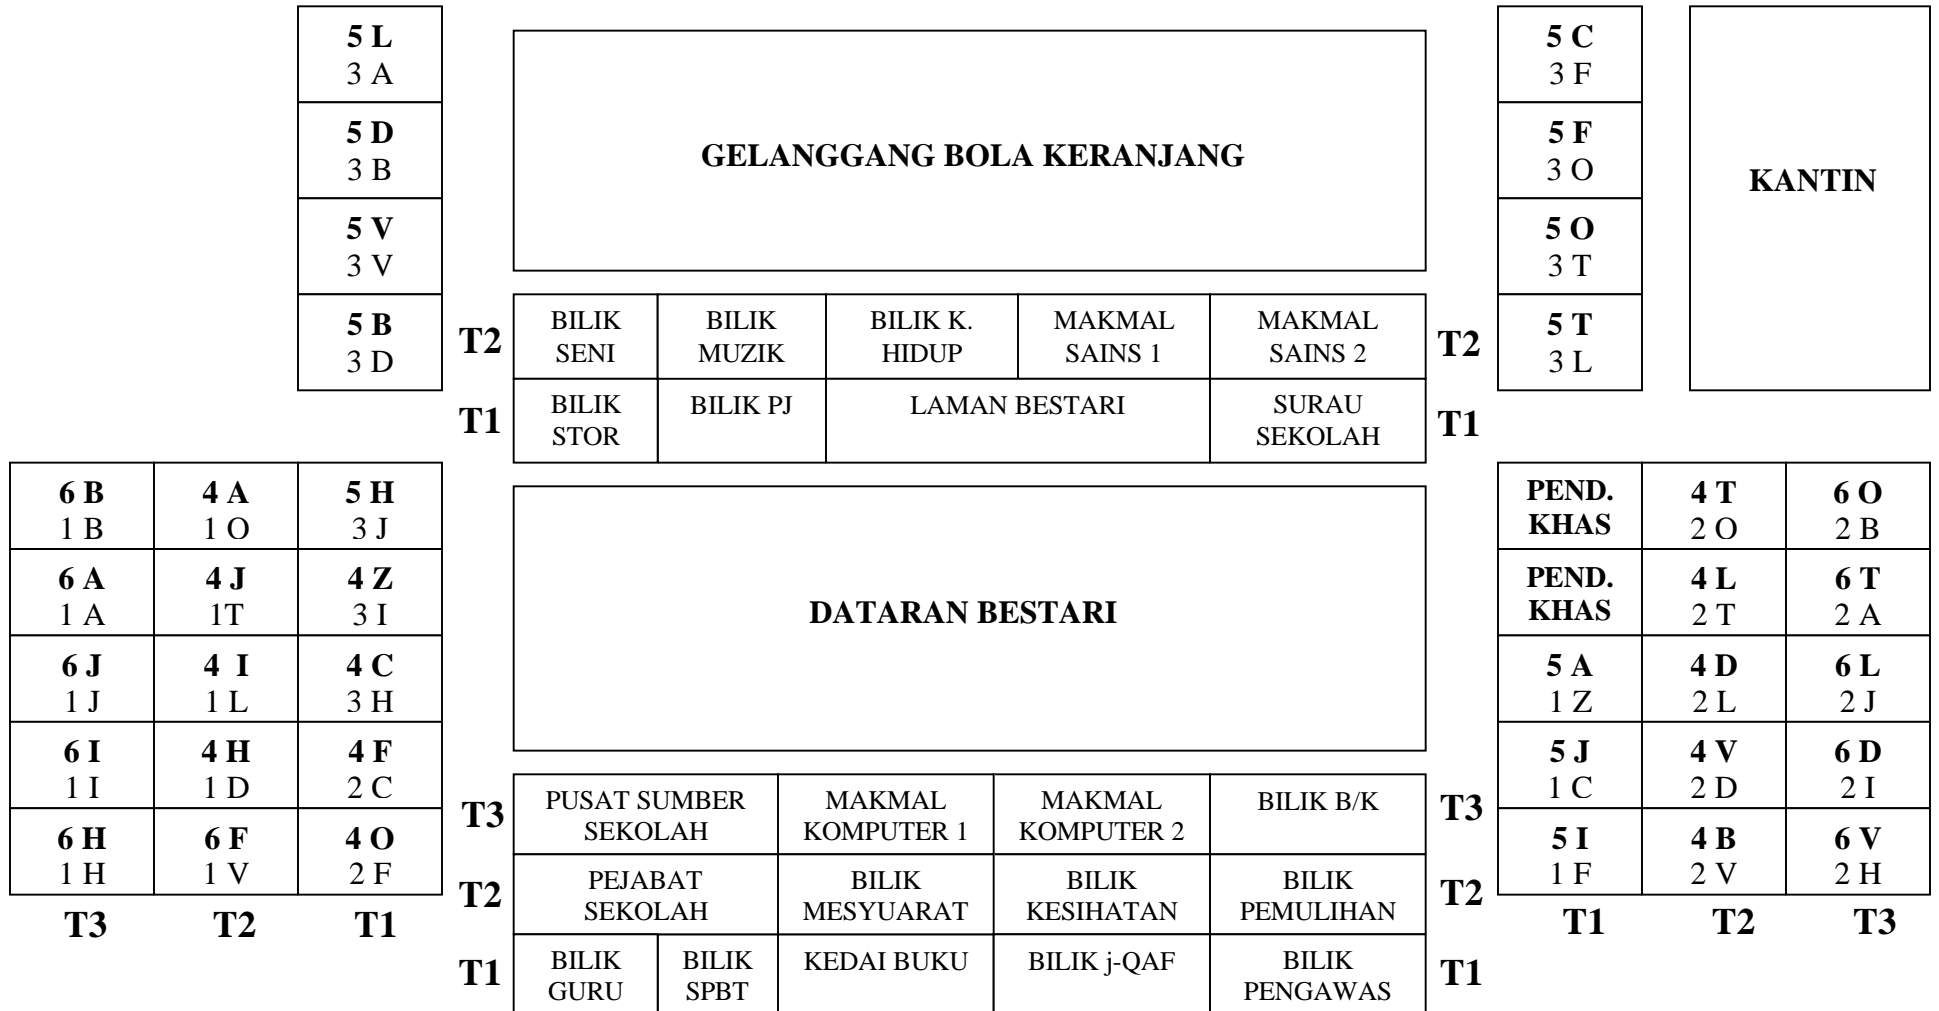 5 L
3 A
5 D
3 B
5 V
3 V
5 B
3 D
GELANGGANG BOLA KERANJANG
5 C
3 F
5 F
3 O
5 O
3 T
5 T
3 L
KANTIN
T2
BILIK
SENI
BILIK
MUZIK
BILIK K.
HIDUP
MAKMAL
SAINS 1
MAKMAL
SAINS 2
T2
T1
BILIK
STOR
BILIK PJ
LAMAN BESTARI
SURAU
SEKOLAH
T1
6 B
1 B
4 A
1 O
5 H
3 J
6 A
1 A
4 J
1T
4 Z
3 I
6 J
1 J
4 I
1 L
4 C
3 H
6 I
1 I
4 H
1 D
4 F
2 C
6 H
1 H
6 F
1 V
4 O
2 F
T3
T2
T1
DATARAN BESTARI
PEND.
KHAS
4 T
2 O
6 O
2 B
PEND.
KHAS
4 L
2 T
6 T
2 A
5 A
1 Z
4 D
2 L
6 L
2 J
5 J
1 C
4 V
2 D
6 D
2 I
5 I
1 F
4 B
2 V
6 V
2 H
T1
T2
T3
T3
PUSAT SUMBER
SEKOLAH
MAKMAL
KOMPUTER 1
MAKMAL
KOMPUTER 2
BILIK B/K
T3
T2
PEJABAT
SEKOLAH
BILIK
MESYUARAT
BILIK
KESIHATAN
BILIK
PEMULIHAN
T2
T1
BILIK
GURU
BILIK
SPBT
KEDAI BUKU
BILIK j-QAF
BILIK
PENGAWAS
T1